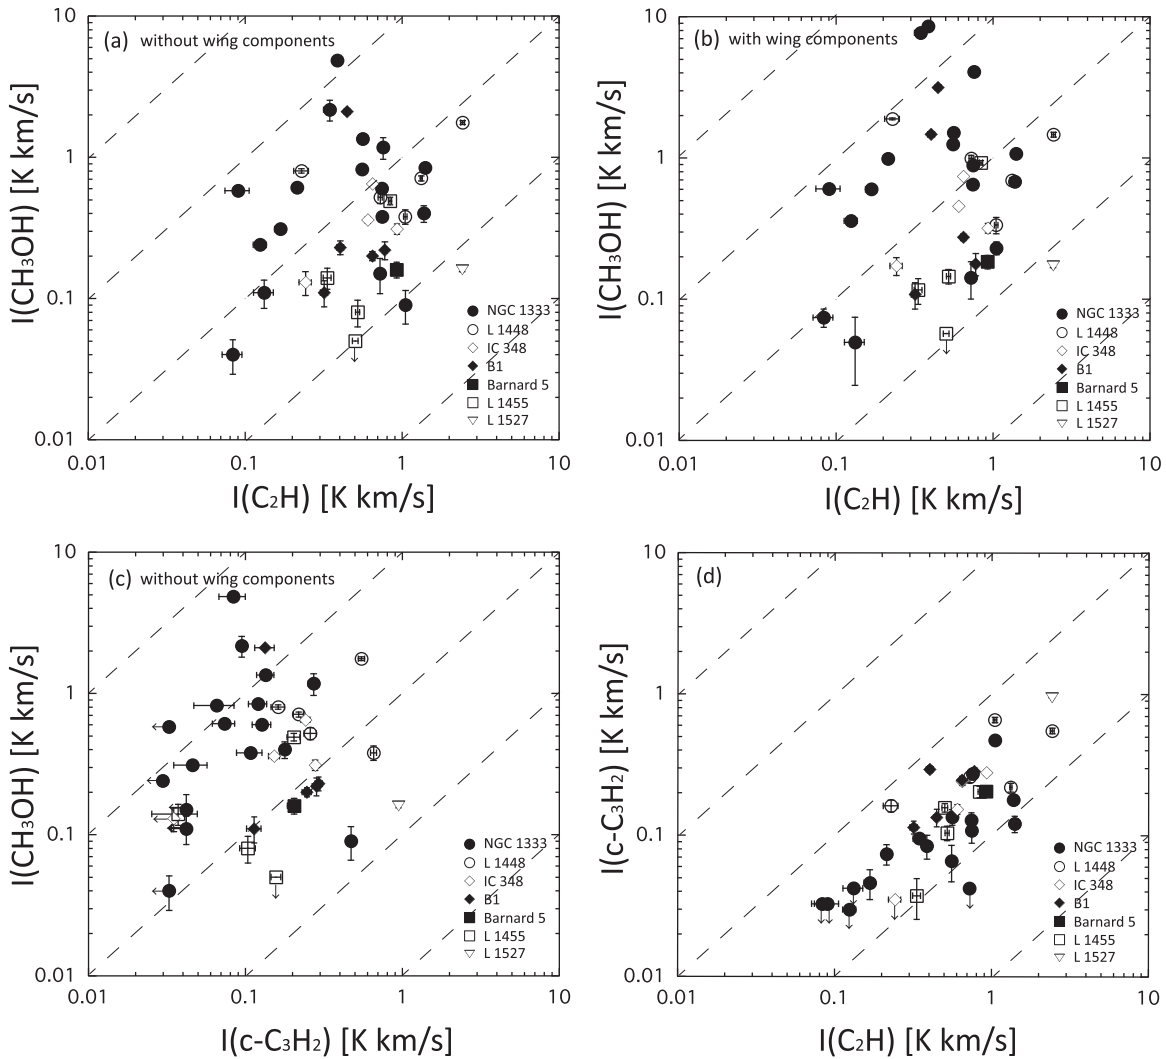 (a) without wing components
10
1
0.1
0.01
I(CH₃OH) [K km/s]
NGC 1333
L 1448
IC 348
B1
Barnard 5
L 1455
L 1527
0.01 0.1 1 10
I(C₂H) [K km/s]
(b) with wing components
10
1
0.1
0.01
I(CH₃OH) [K km/s]
NGC 1333
L 1448
IC 348
B1
Barnard 5
L 1455
L 1527
0.01 0.1 1 10
I(C₂H) [K km/s]
(c) without wing components
10
1
0.1
0.01
I(CH₃OH) [K km/s]
NGC 1333
L 1448
IC 348
B1
Barnard 5
L 1455
L 1527
0.01 0.1 1 10
I(c-C₃H₂) [K km/s]
(d)
10
1
0.1
0.01
I(c-C₃H₂) [K km/s]
NGC 1333
L 1448
IC 348
B1
Barnard 5
L 1455
L 1527
0.01 0.1 1 10
I(C₂H) [K km/s]